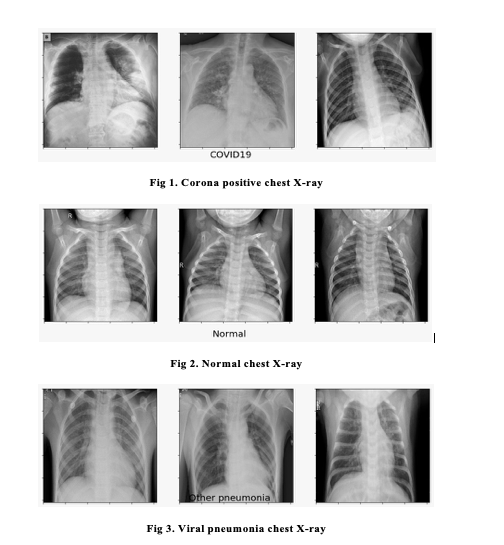 COVID19
Fig 1. Corona positive chest X-ray
R
R
R
Normal
Fig 2. Normal chest X-ray
Other pneumonia
Fig 3. Viral pneumonia chest X-ray